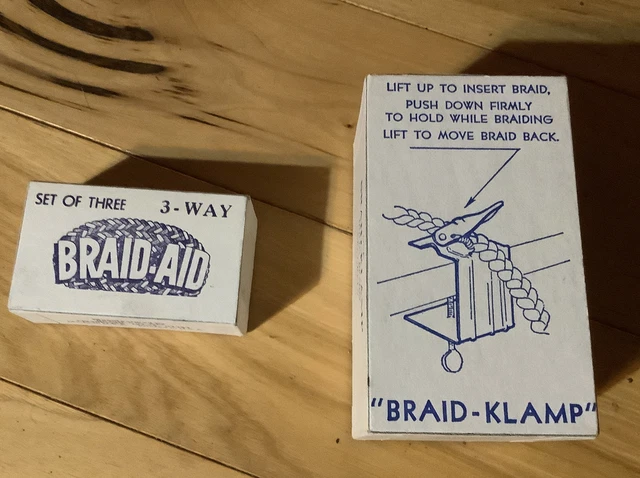 SET OF THREE 3-WAY
BRAID-AID
LIFT UP TO INSERT BRAID,
PUSH DOWN FIRMLY
TO HOLD WHILE BRAIDING
LIFT TO MOVE BRAID BACK.
"BRAID-KLAMP"